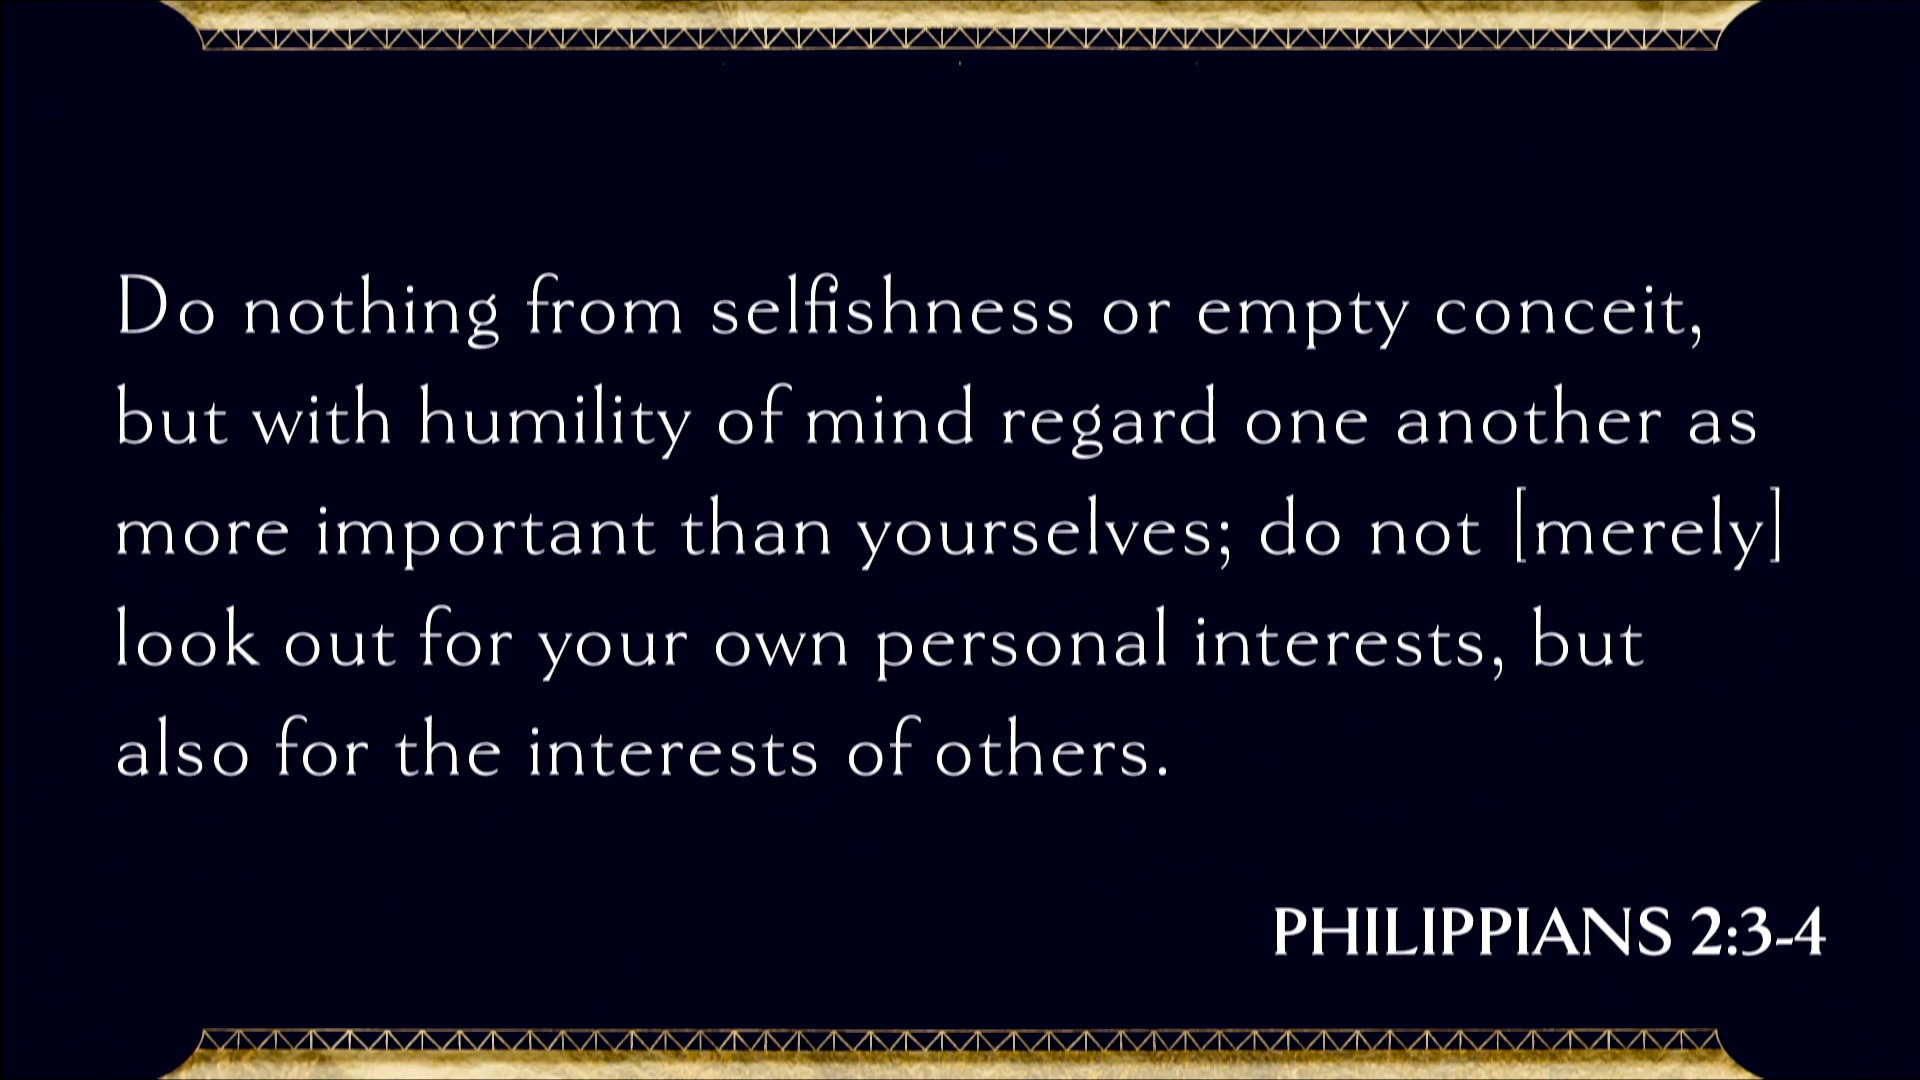 Do nothing from selfishness or empty conceit,
but with humility of mind regard one another as
more important than yourselves; do not [merely]
look out for your own personal interests, but
also for the interests of others.
PHILIPPIANS 2:3-4